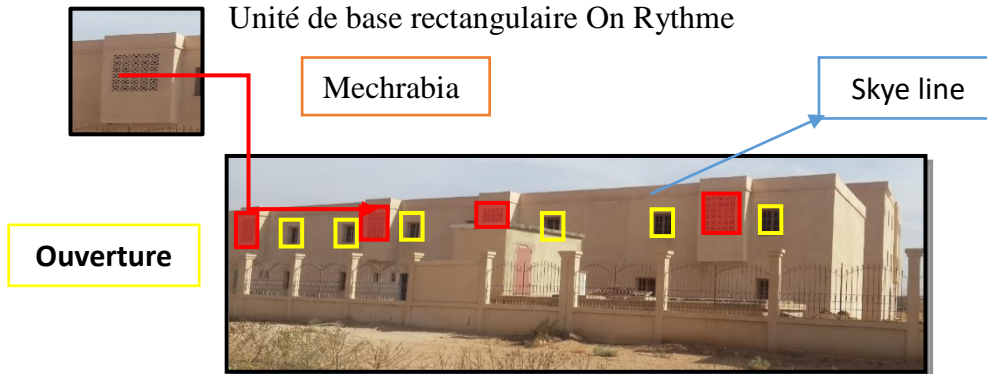 Unité de base rectangulaire On Rythme
Mechrabia
Skye line
Ouverture